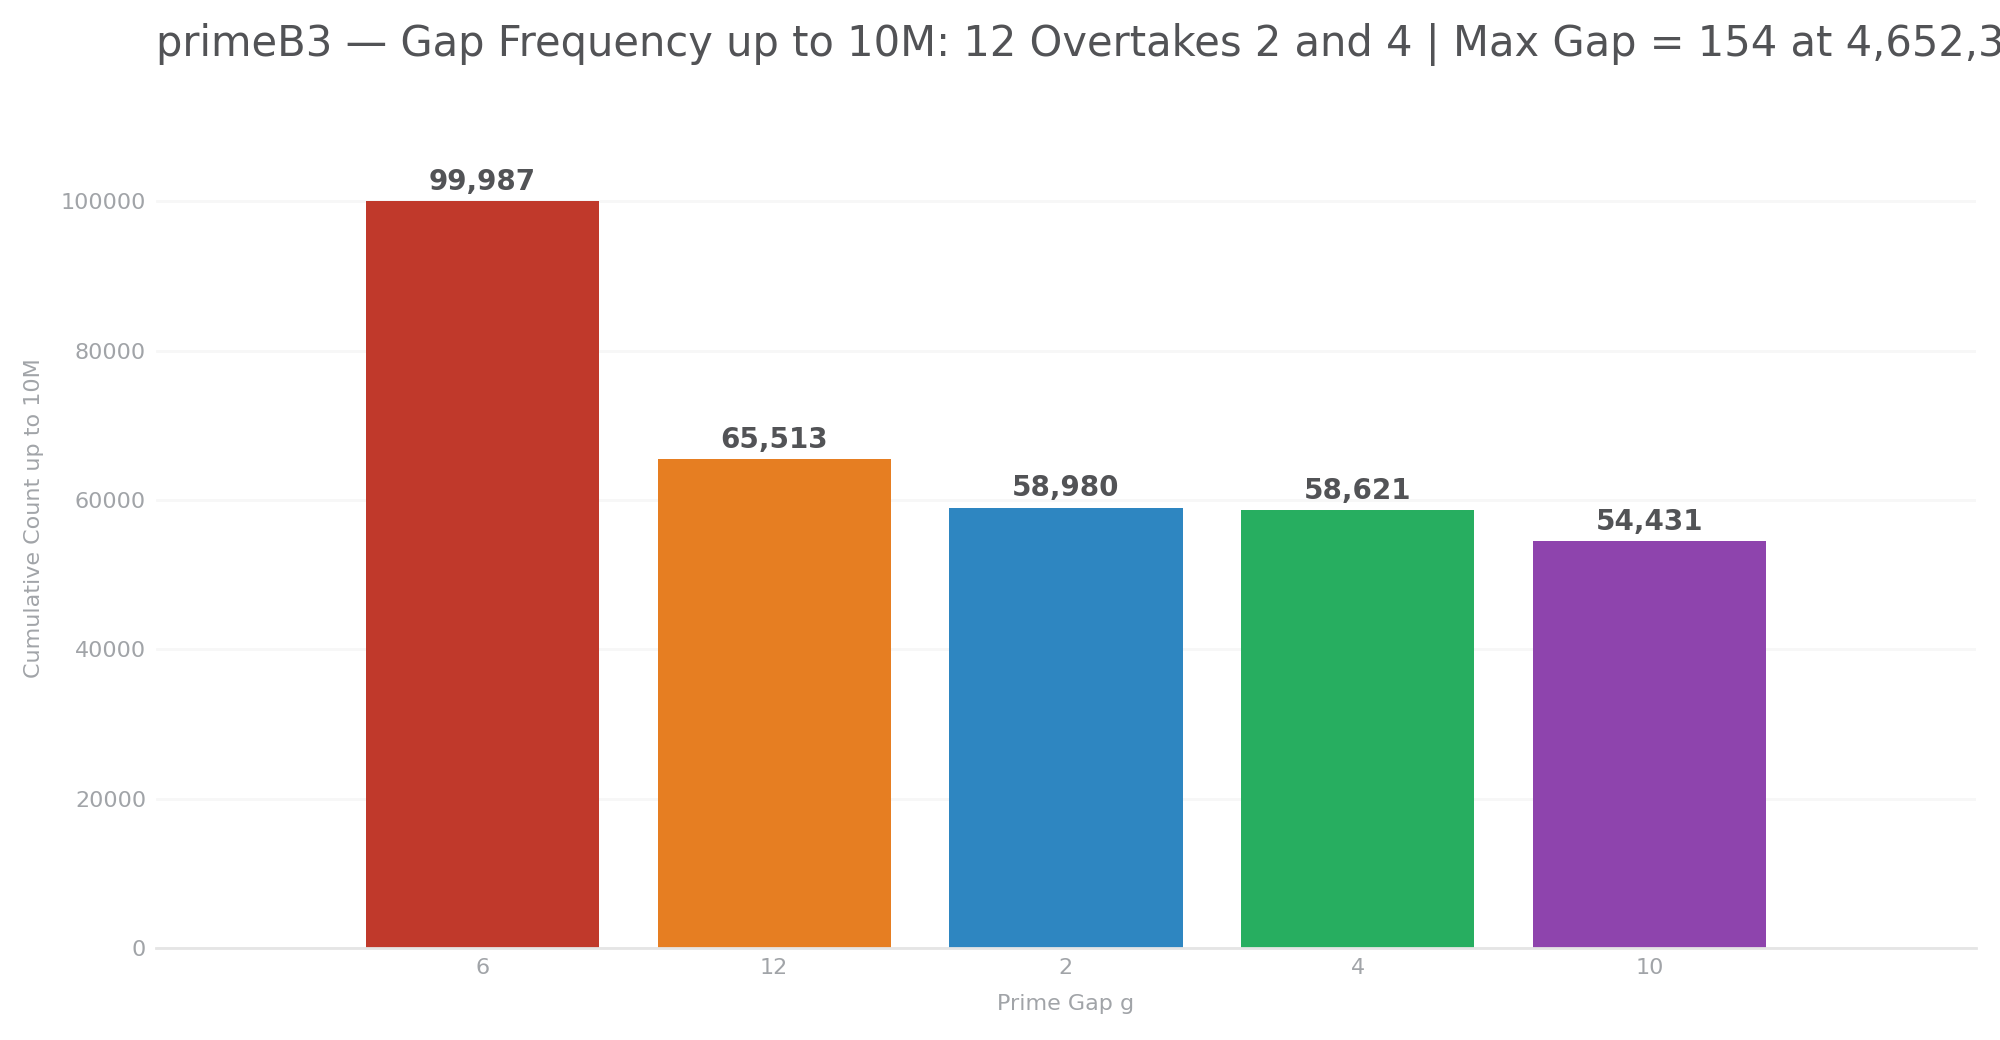 primeB3 — Gap Frequency up to 10M: 12 Overtakes 2 and 4 | Max Gap = 154 at 4,652,3
99,987
65,513
58,980
58,621
54,431
100000
80000
60000
40000
20000
0
Cumulative Count up to 10M
6 12 2 4 10
Prime Gap g